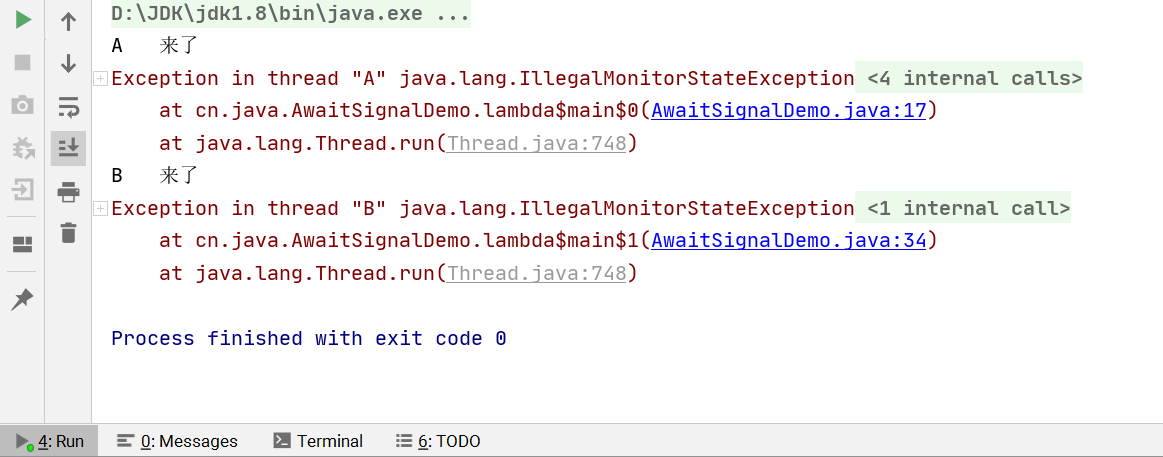 D:\JDK\jdk1.8\bin\java.exe ...
A   来了
Exception in thread "A" java.lang.IllegalMonitorStateException <4 internal calls>
    at cn.java.AwaitSignalDemo.lambda$main$0(AwaitSignalDemo.java:17)
    at java.lang.Thread.run(Thread.java:748)
B   来了
Exception in thread "B" java.lang.IllegalMonitorStateException <1 internal call>
    at cn.java.AwaitSignalDemo.lambda$main$1(AwaitSignalDemo.java:34)
    at java.lang.Thread.run(Thread.java:748)
Process finished with exit code 0
4: Run 0: Messages Terminal 6: TODO